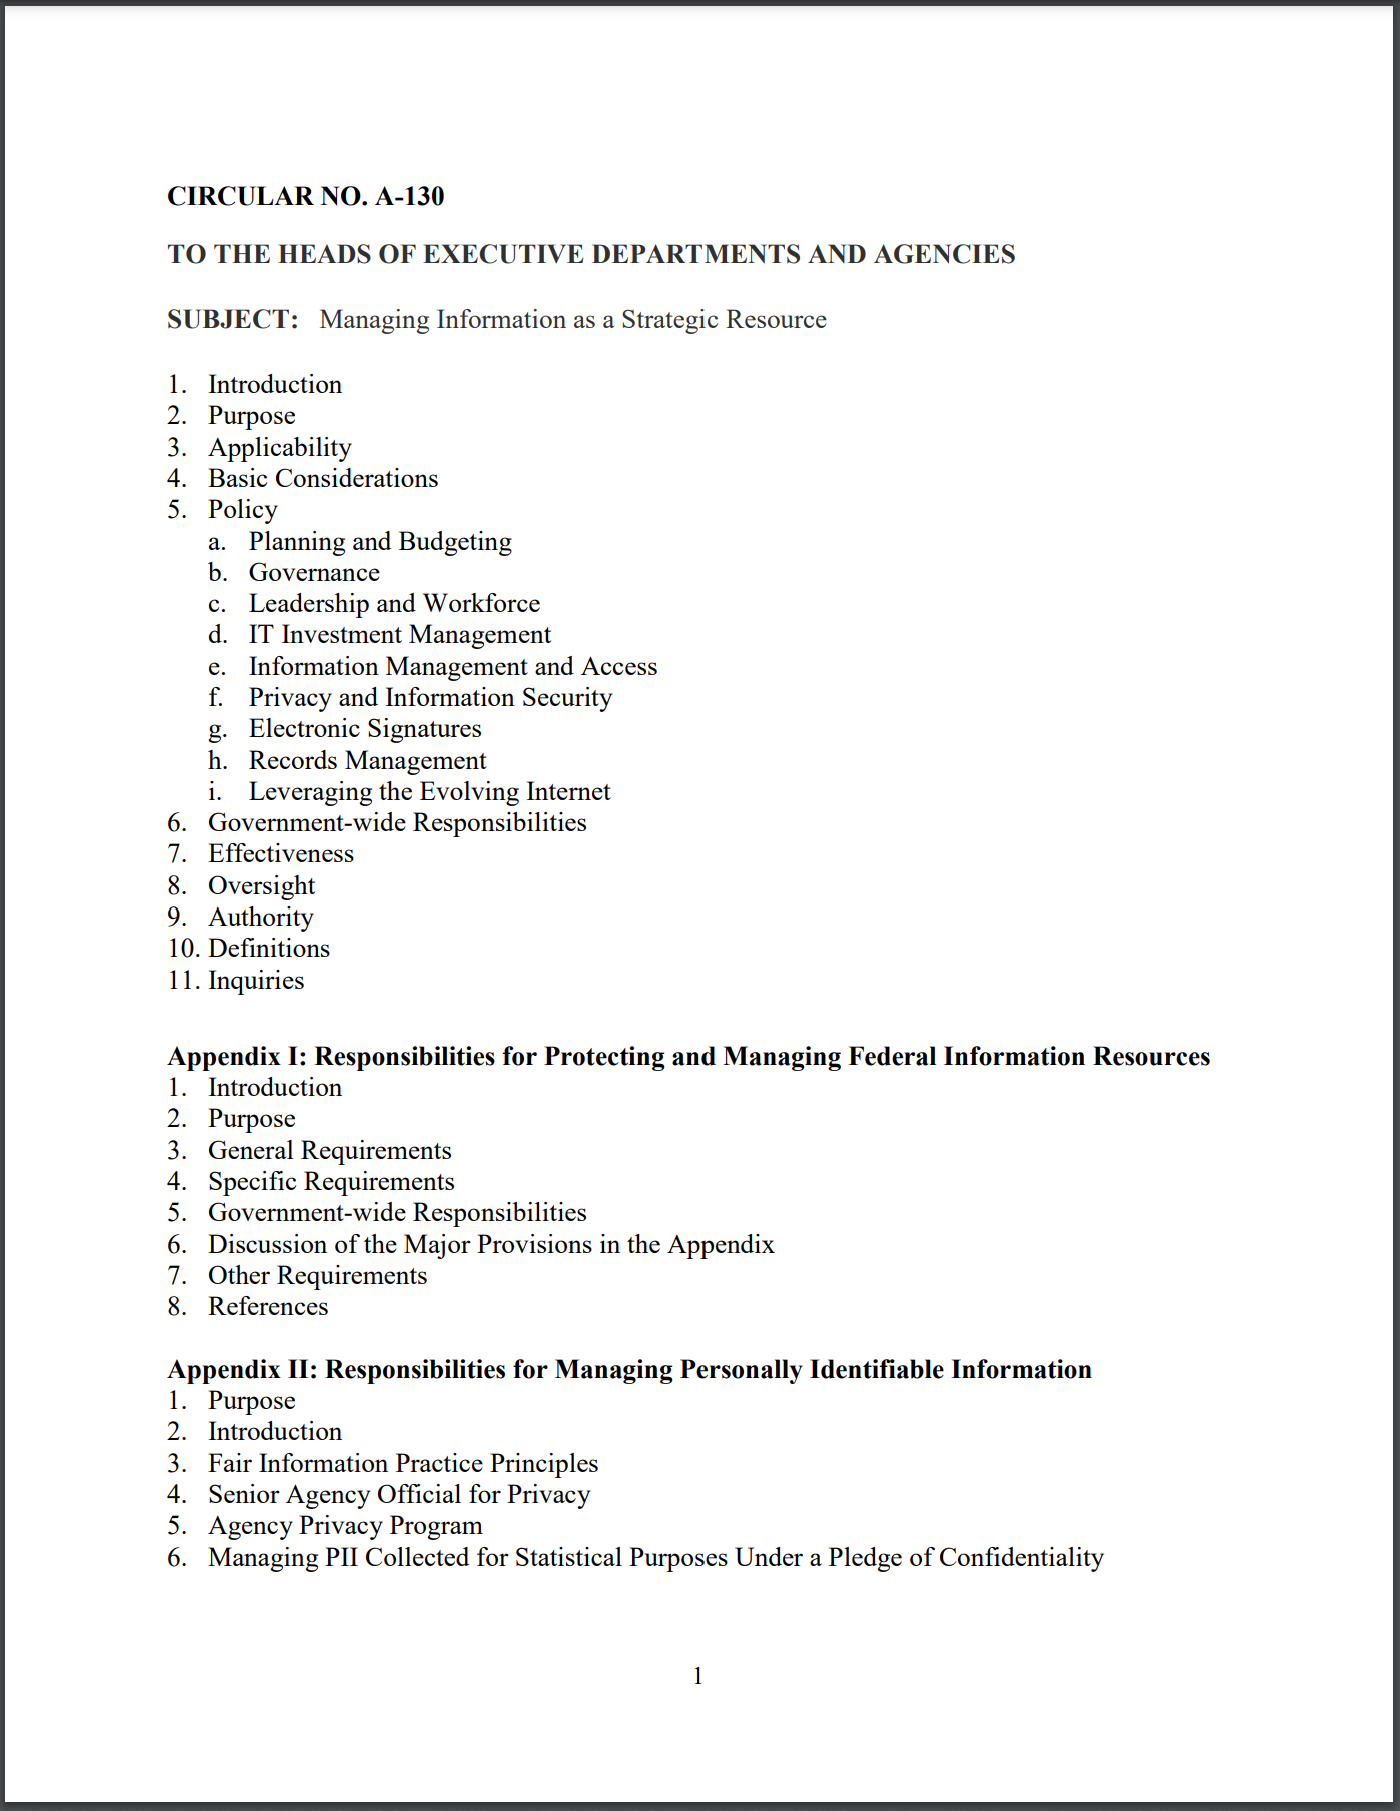 CIRCULAR NO. A-130
TO THE HEADS OF EXECUTIVE DEPARTMENTS AND AGENCIES
SUBJECT: Managing Information as a Strategic Resource
1. Introduction
2. Purpose
3. Applicability
4. Basic Considerations
5. Policy
a. Planning and Budgeting
b. Governance
c. Leadership and Workforce
d. IT Investment Management
e. Information Management and Access
f. Privacy and Information Security
g. Electronic Signatures
h. Records Management
i. Leveraging the Evolving Internet
6. Government-wide Responsibilities
7. Effectiveness
8. Oversight
9. Authority
10. Definitions
11. Inquiries
Appendix I: Responsibilities for Protecting and Managing Federal Information Resources
1. Introduction
2. Purpose
3. General Requirements
4. Specific Requirements
5. Government-wide Responsibilities
6. Discussion of the Major Provisions in the Appendix
7. Other Requirements
8. References
Appendix II: Responsibilities for Managing Personally Identifiable Information
1. Purpose
2. Introduction
3. Fair Information Practice Principles
4. Senior Agency Official for Privacy
5. Agency Privacy Program
6. Managing PII Collected for Statistical Purposes Under a Pledge of Confidentiality
1